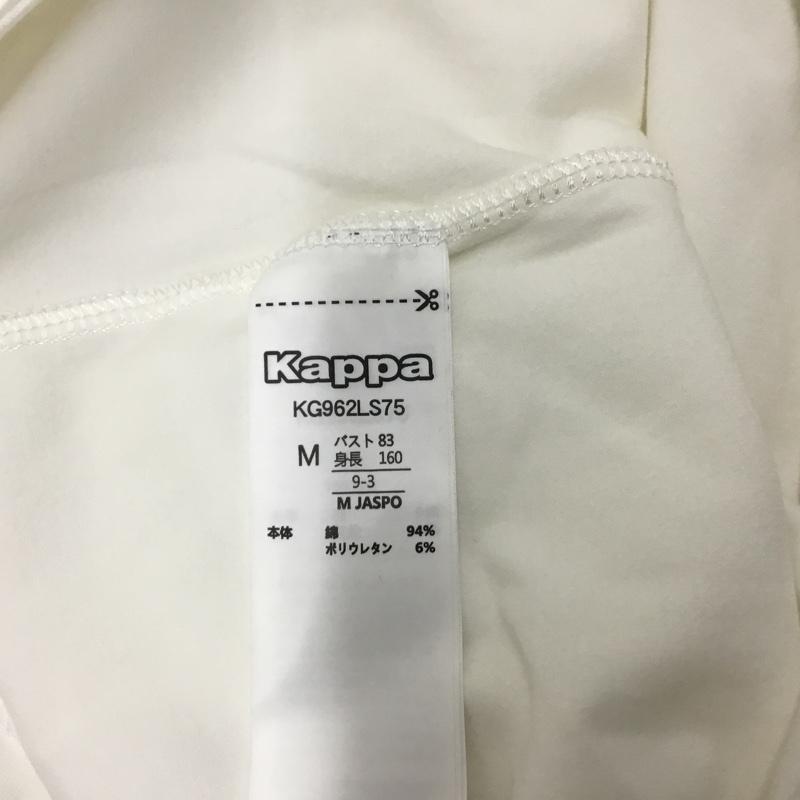 Kappa
KG962LS75
M バスト 83
身長 160
9-3
M JASPO
本体 綿 94%
ポリウレタン 6%